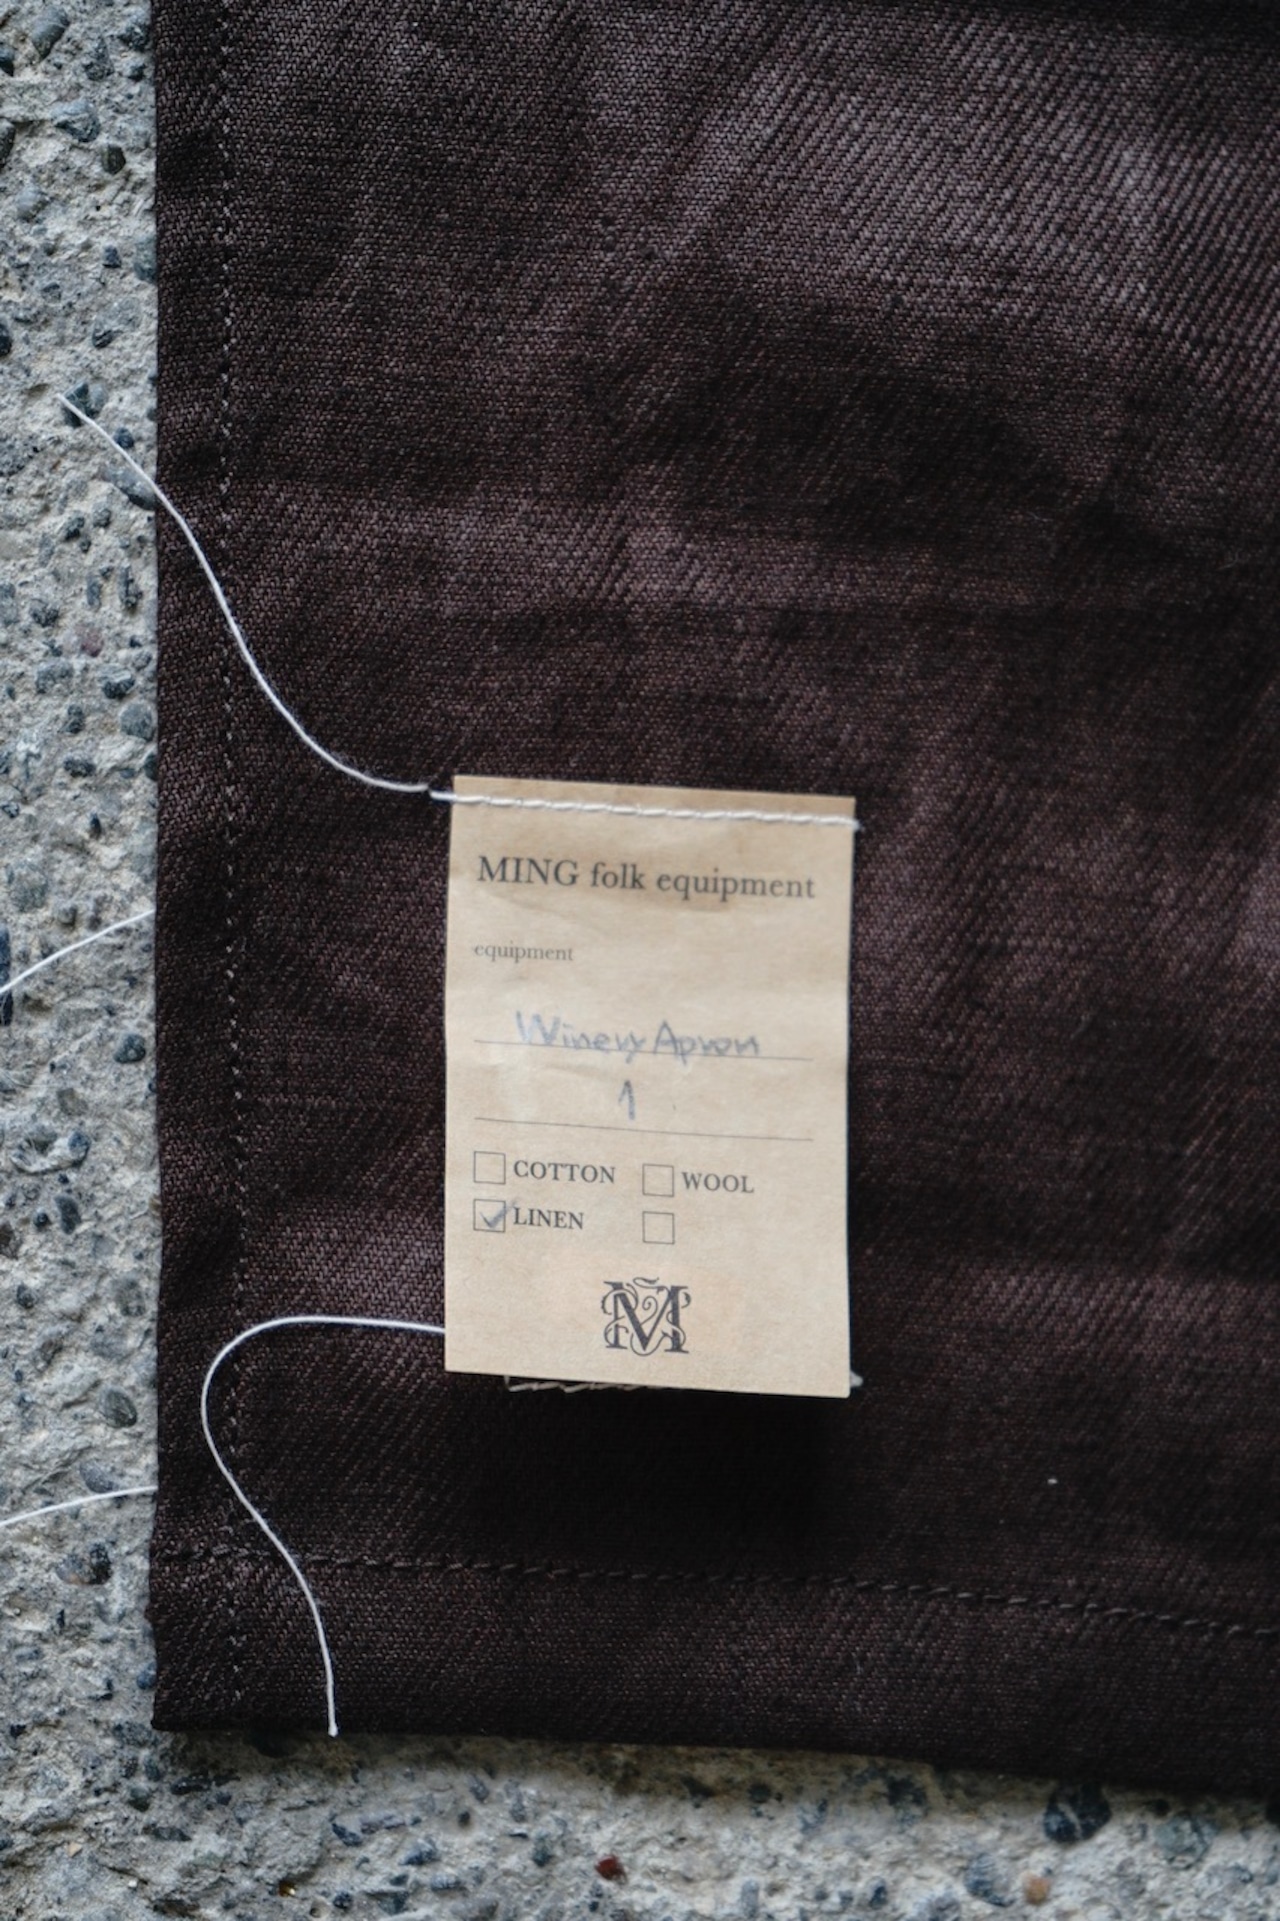 MING folk equipment
equipment
Winery Apron
1
COTTON WOOL
LINEN
M